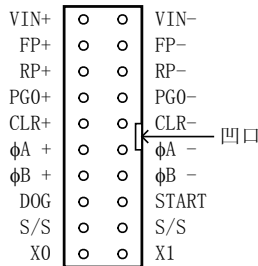 VIN+ VIN-
FP+ FP-
RP+ RP-
PG0+ PG0-
CLR+ CLR-
凹口
ϕA + ϕA -
ϕB + ϕB -
DOG START
S/S S/S
X0 X1